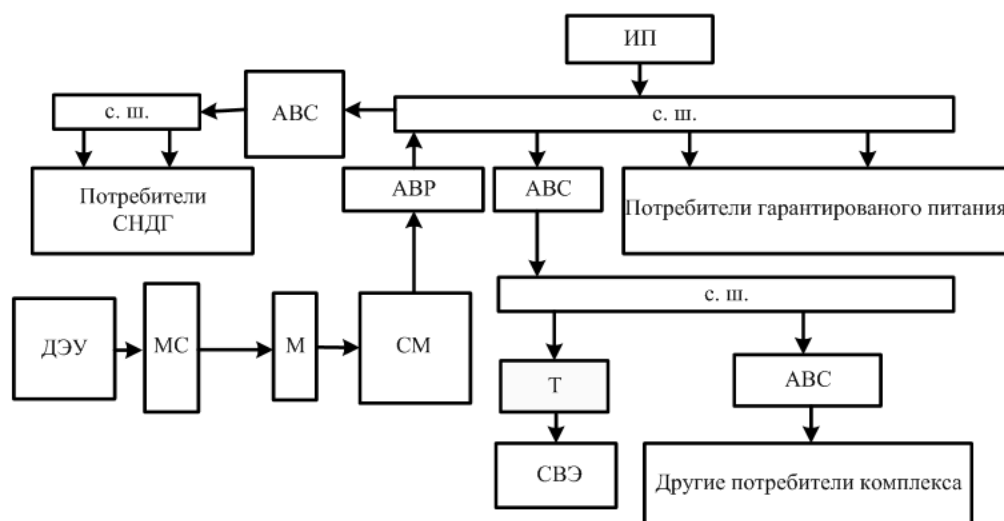 ИП
с. ш.
АВС
с. ш.
Потребители
СНДГ
АВР
АВС
Потребители гарантированого питания
с. ш.
ДЭУ
МС
М
СМ
Т
АВС
СВЭ
Другие потребители комплекса